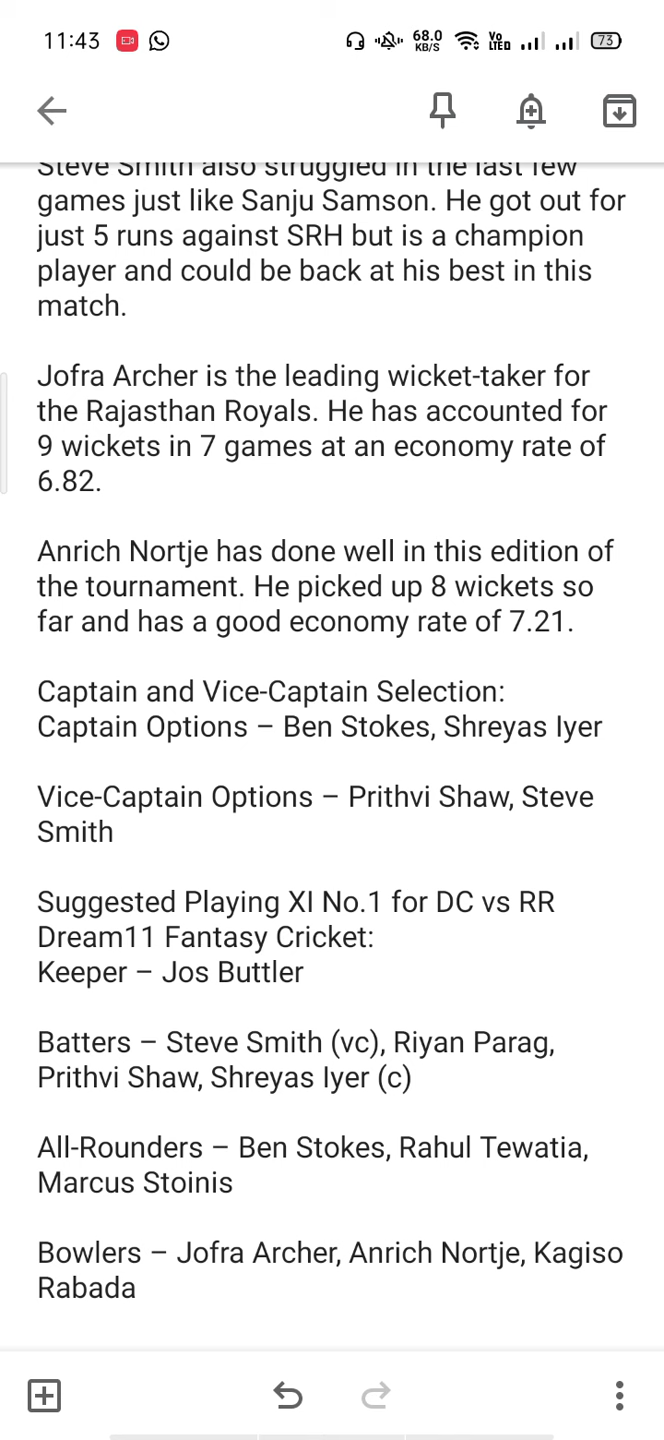 11:43
68.0
KB/S
Vo
LTED
73
Steve Smith also struggled in the last few
games just like Sanju Samson. He got out for
just 5 runs against SRH but is a champion
player and could be back at his best in this
match.
Jofra Archer is the leading wicket-taker for
the Rajasthan Royals. He has accounted for
9 wickets in 7 games at an economy rate of
6.82.
Anrich Nortje has done well in this edition of
the tournament. He picked up 8 wickets so
far and has a good economy rate of 7.21.
Captain and Vice-Captain Selection:
Captain Options – Ben Stokes, Shreyas Iyer
Vice-Captain Options – Prithvi Shaw, Steve
Smith
Suggested Playing XI No.1 for DC vs RR
Dream11 Fantasy Cricket:
Keeper – Jos Buttler
Batters – Steve Smith (vc), Riyan Parag,
Prithvi Shaw, Shreyas Iyer (c)
All-Rounders – Ben Stokes, Rahul Tewatia,
Marcus Stoinis
Bowlers – Jofra Archer, Anrich Nortje, Kagiso
Rabada